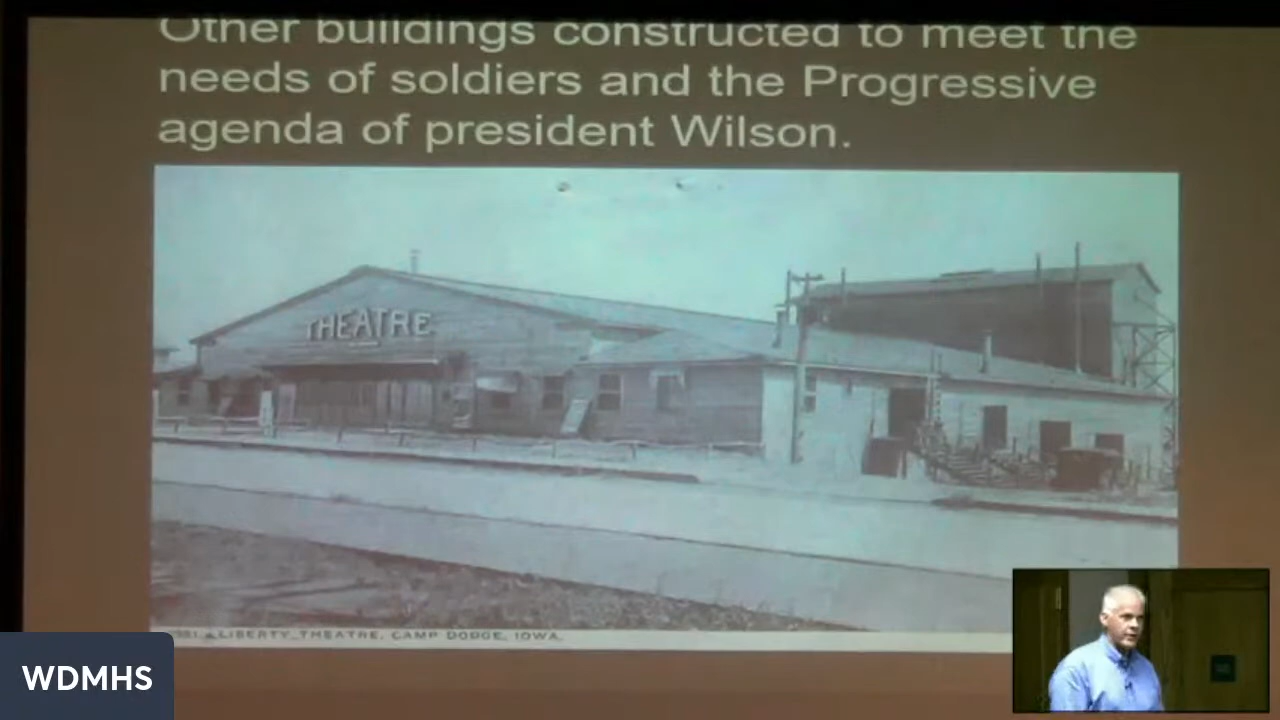 Other buildings constructed to meet the
needs of soldiers and the Progressive
agenda of president Wilson.
THEATRE
LIBERTY THEATRE, CAMP DODGE, IOWA.
WDMHS